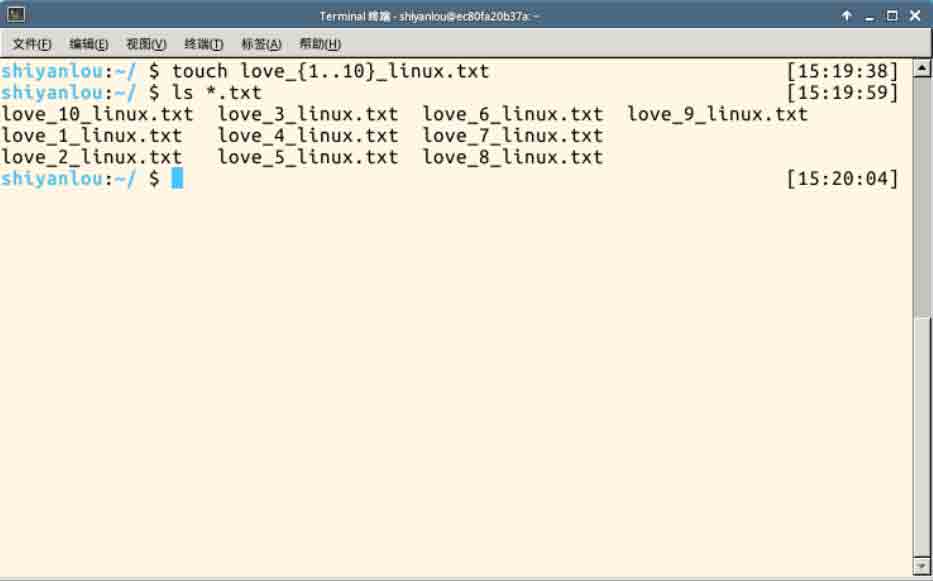 Terminal 终端 - shiyanlou@ec80fa20b37a: ~
文件(F) 编辑(E) 视图(V) 终端(T) 标签(A) 帮助(H)
shiyanlou:~/ $ touch love_{1..10}_linux.txt [15:19:38]
shiyanlou:~/ $ ls *.txt [15:19:59]
love_10_linux.txt love_3_linux.txt love_6_linux.txt love_9_linux.txt
love_1_linux.txt love_4_linux.txt love_7_linux.txt
love_2_linux.txt love_5_linux.txt love_8_linux.txt
shiyanlou:~/ $ [15:20:04]